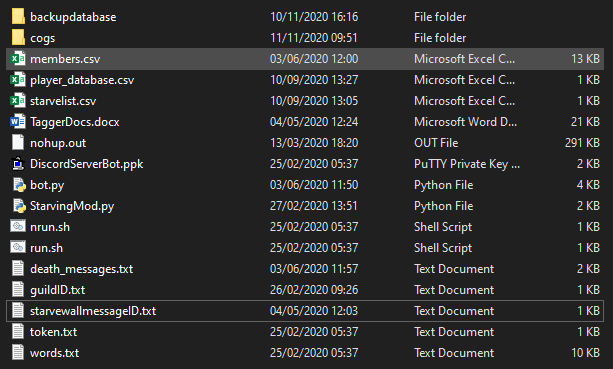 backupdatabase 10/11/2020 16:16 File folder
cogs 11/11/2020 09:51 File folder
members.csv 03/06/2020 12:00 Microsoft Excel C... 13 KB
player_database.csv 10/09/2020 13:27 Microsoft Excel C... 1 KB
starvelist.csv 10/09/2020 13:05 Microsoft Excel C... 1 KB
TaggerDocs.docx 04/05/2020 12:24 Microsoft Word D... 21 KB
nohup.out 13/03/2020 18:20 OUT File 291 KB
DiscordServerBot.ppk 25/02/2020 05:37 PuTTY Private Key ... 2 KB
bot.py 03/06/2020 11:50 Python File 4 KB
StarvingMod.py 27/02/2020 13:51 Python File 2 KB
nrun.sh 25/02/2020 05:37 Shell Script 1 KB
run.sh 25/02/2020 05:37 Shell Script 1 KB
death_messages.txt 03/06/2020 11:57 Text Document 2 KB
guildID.txt 26/02/2020 09:26 Text Document 1 KB
starvewallmessageID.txt 04/05/2020 12:03 Text Document 1 KB
token.txt 25/02/2020 05:37 Text Document 1 KB
words.txt 25/02/2020 05:37 Text Document 10 KB